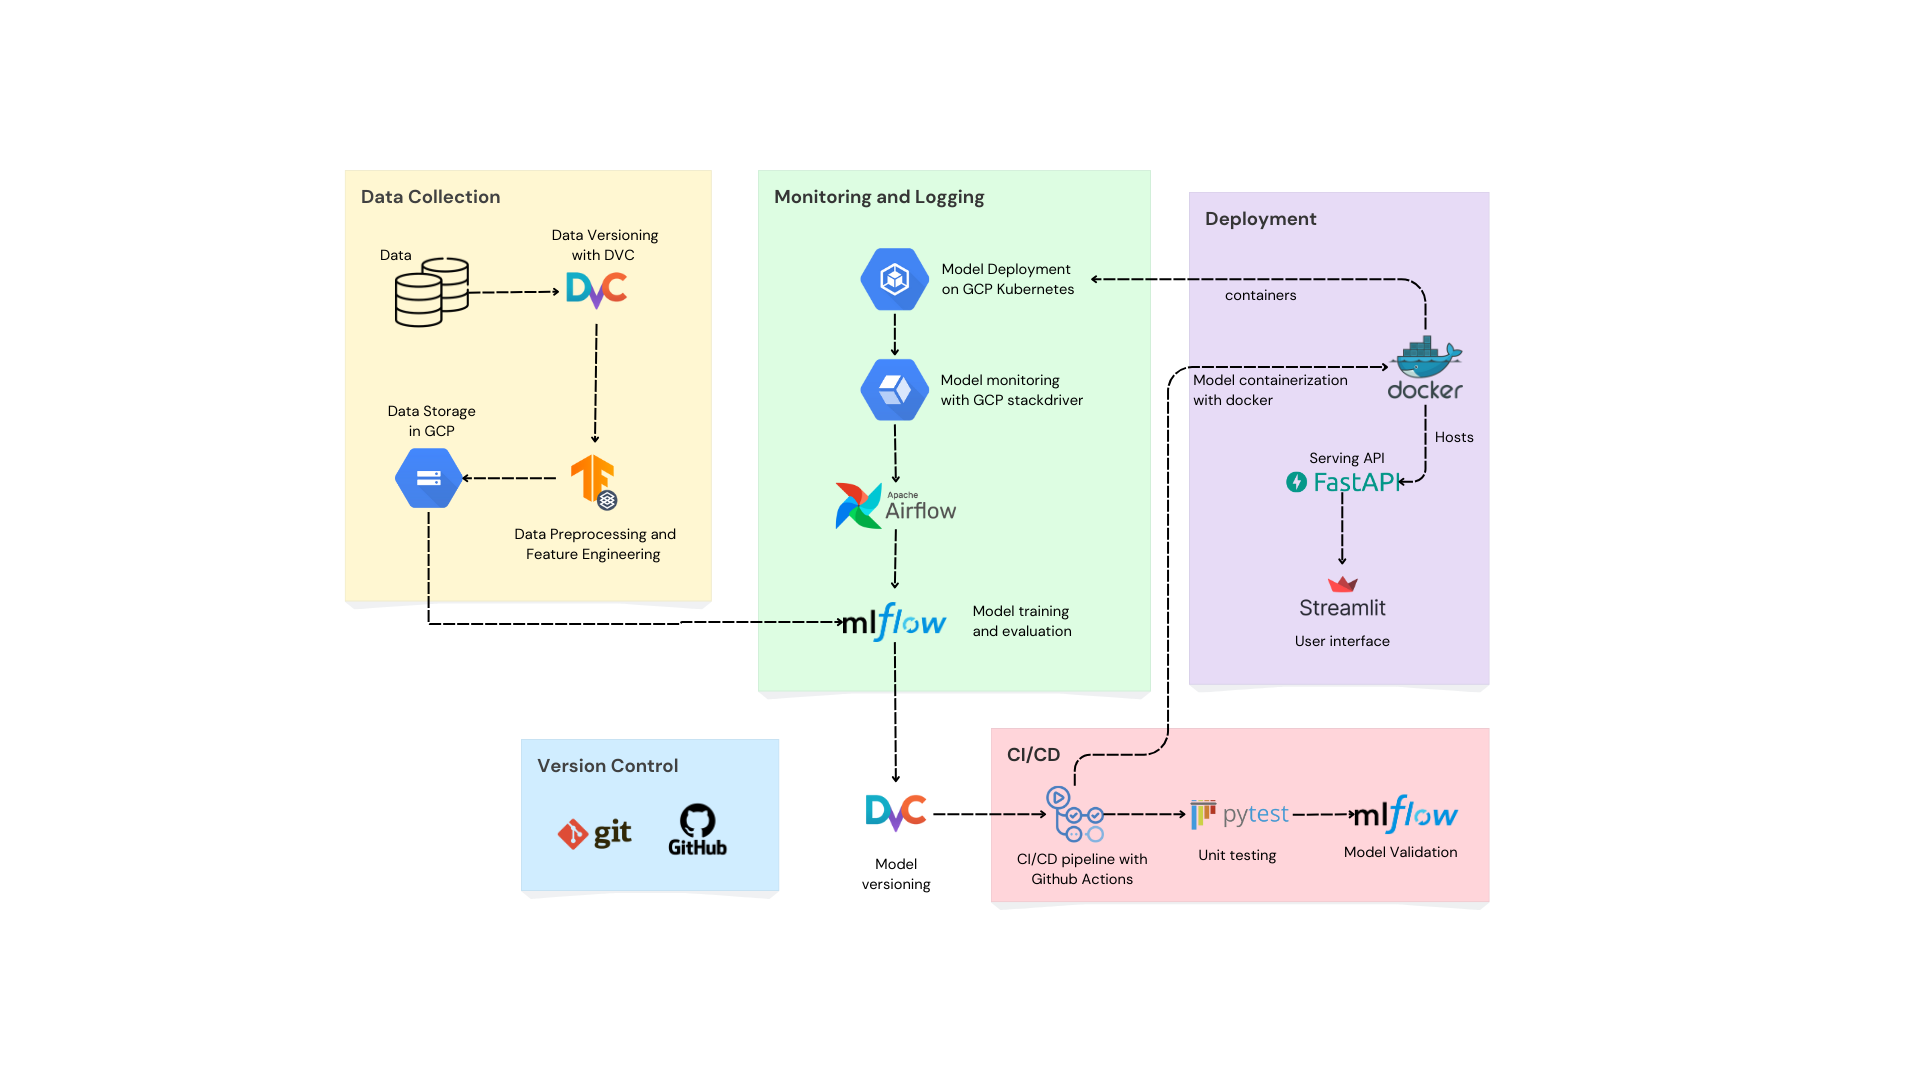 Data Collection
Data
Data Versioning
with DVC
DVC
Data Storage
in GCP
Data Preprocessing and
Feature Engineering
Monitoring and Logging
Model Deployment
on GCP Kubernetes
Model monitoring
with GCP stackdriver
Apache
Airflow
mlflow
Model training
and evaluation
Deployment
containers
docker
Model containerization
with docker
Hosts
Serving API
FastAPI
Streamlit
User interface
Version Control
git
GitHub
DVC
Model
versioning
CI/CD
CI/CD pipeline with
Github Actions
pytest
Unit testing
mlflow
Model Validation